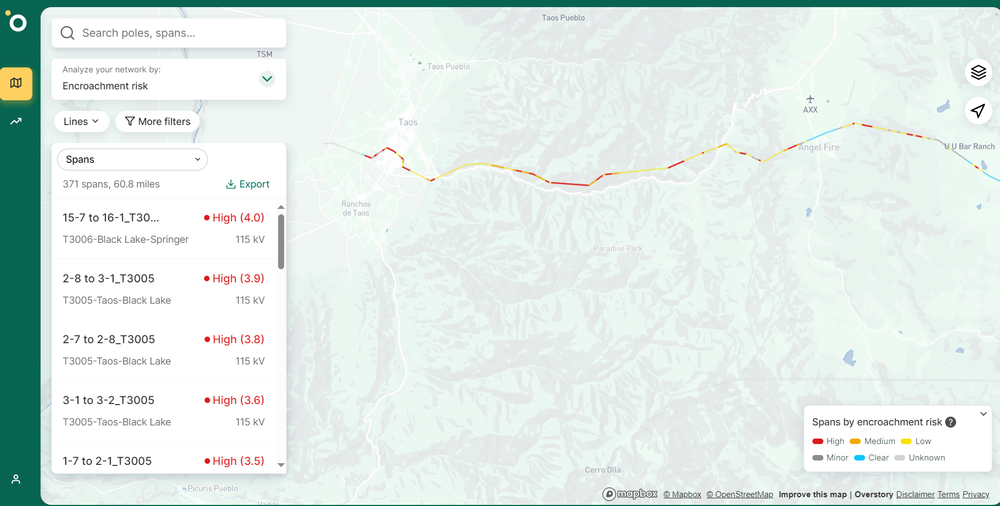 Search poles, spans...
Analyze your network by:
Encroachment risk
Lines
More filters
Spans
371 spans, 60.8 miles
Export
15-7 to 16-1_T30...
High (4.0)
T3006-Black Lake-Springer
115 kV
2-8 to 3-1_T3005
High (3.9)
T3005-Taos-Black Lake
115 kV
2-7 to 2-8_T3005
High (3.8)
T3005-Taos-Black Lake
115 kV
3-1 to 3-2_T3005
High (3.6)
T3005-Taos-Black Lake
115 kV
1-7 to 2-1_T3005
High (3.5)
Taos Pueblo
TSM
Taos Pueblo
Taos
AXX
Angel Fire
U U Bar Ranch
Ranchos
de Taos
Paradise Park
Cerro Olla
Picuris Pueblo
Vadito
Spans by encroachment risk ?
High Medium Low
Minor Clear Unknown
mapbox © Mapbox © OpenStreetMap Improve this map | Overstory Disclaimer Terms Privacy